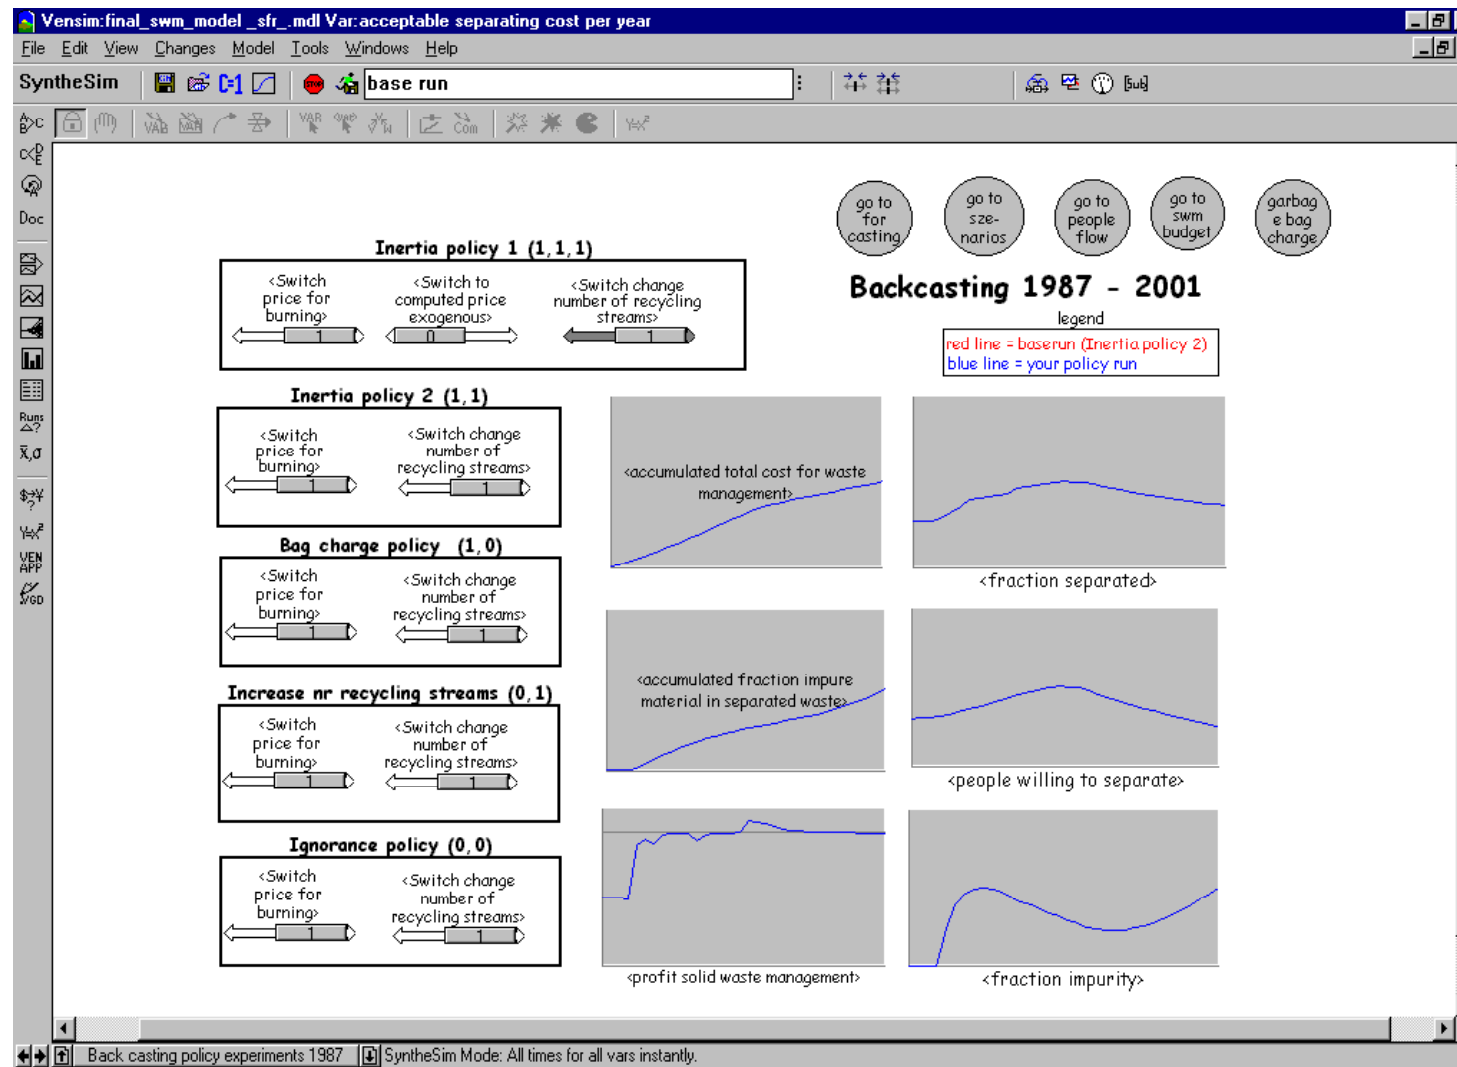 Vensim:final_swm_model _sfr_.mdl Var:acceptable separating cost per year
File Edit View Changes Model Tools Windows Help
SyntheSim
base run
Doc
Runs
VEN
APP
go to
for
casting
go to
sze-
narios
go to
people
flow
go to
swm
budget
garbag
e bag
charge
Backcasting 1987 - 2001
legend
red line = baserun (Inertia policy 2)
blue line = your policy run
Inertia policy 1 (1,1,1)
<Switch
price for
burning>
1
<Switch to
computed price
exogenous>
0
<Switch change
number of recycling
streams>
1
Inertia policy 2 (1,1)
<Switch
price for
burning>
1
<Switch change
number of
recycling streams>
1
Bag charge policy (1,0)
<Switch
price for
burning>
1
<Switch change
number of
recycling streams>
1
Increase nr recycling streams (0,1)
<Switch
price for
burning>
1
<Switch change
number of
recycling streams>
1
Ignorance policy (0,0)
<Switch
price for
burning>
1
<Switch change
number of
recycling streams>
1
<accumulated total cost for waste
management>
<fraction separated>
<accumulated fraction impure
material in separated waste>
<people willing to separate>
<profit solid waste management>
<fraction impurity>
Back casting policy experiments 1987
SyntheSim Mode: All times for all vars instantly.